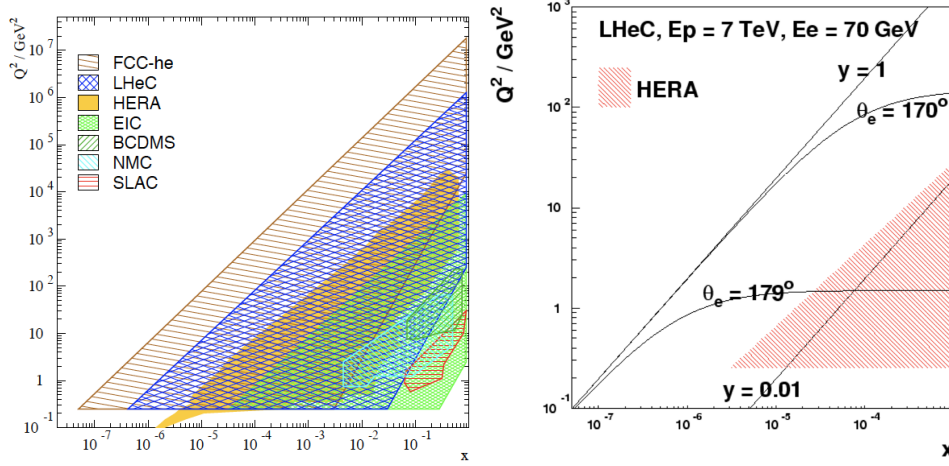 Q² / GeV²
10⁷
10⁶
10⁵
10⁴
10³
10²
10
1
10⁻¹
FCC-he
LHeC
HERA
EIC
BCDMS
NMC
SLAC
10⁻⁷ 10⁻⁶ 10⁻⁵ 10⁻⁴ 10⁻³ 10⁻² 10⁻¹
x
LHeC, Ep = 7 TeV, Ee = 70 GeV
Q² / GeV²
10³
10²
10
1
10⁻¹
y = 1
HERA
θₑ = 170°
θₑ = 179°
y = 0.01
10⁻⁷ 10⁻⁶ 10⁻⁵ 10⁻⁴
x